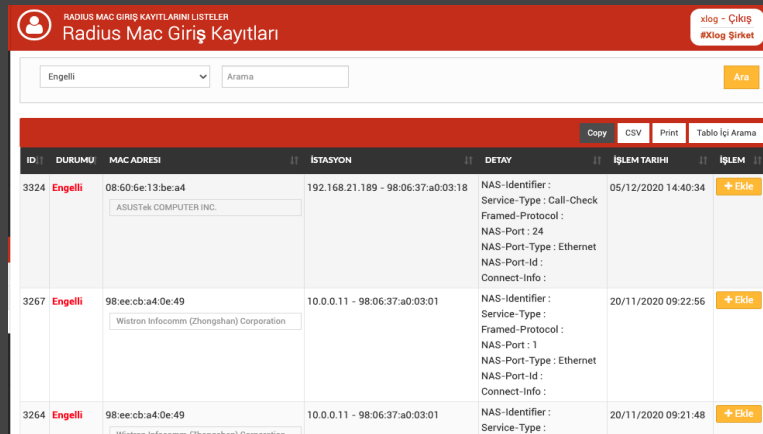 RADIUS MAC GIRIŞ KAYITLARINI LISTELER
Radius Mac Giriş Kayıtları
xlog - Çıkış
#Xlog Şirket
Engelli
Arama
Ara
Copy CSV Print Tablo İçi Arama
ID DURUMU MAC ADRESI İSTASYON DETAY İŞLEM TARIHI İŞLEM
3324 Engelli 08:60:6e:13:be:a4 192.168.21.189 - 98:06:37:a0:03:18 NAS-Identifier : 05/12/2020 14:40:34 + Ekle
ASUSTek COMPUTER INC.
Service-Type : Call-Check
Framed-Protocol :
NAS-Port : 24
NAS-Port-Type : Ethernet
NAS-Port-Id :
Connect-Info :
3267 Engelli 98:ee:cb:a4:0e:49 10.0.0.11 - 98:06:37:a0:03:01 NAS-Identifier : 20/11/2020 09:22:56 + Ekle
Wistron Infocomm (Zhongshan) Corporation
Service-Type :
Framed-Protocol :
NAS-Port : 1
NAS-Port-Type : Ethernet
NAS-Port-Id :
Connect-Info :
3264 Engelli 98:ee:cb:a4:0e:49 10.0.0.11 - 98:06:37:a0:03:01 NAS-Identifier : 20/11/2020 09:21:48 + Ekle
Wistron Infocomm (Zhongshan) Corporation
Service-Type :